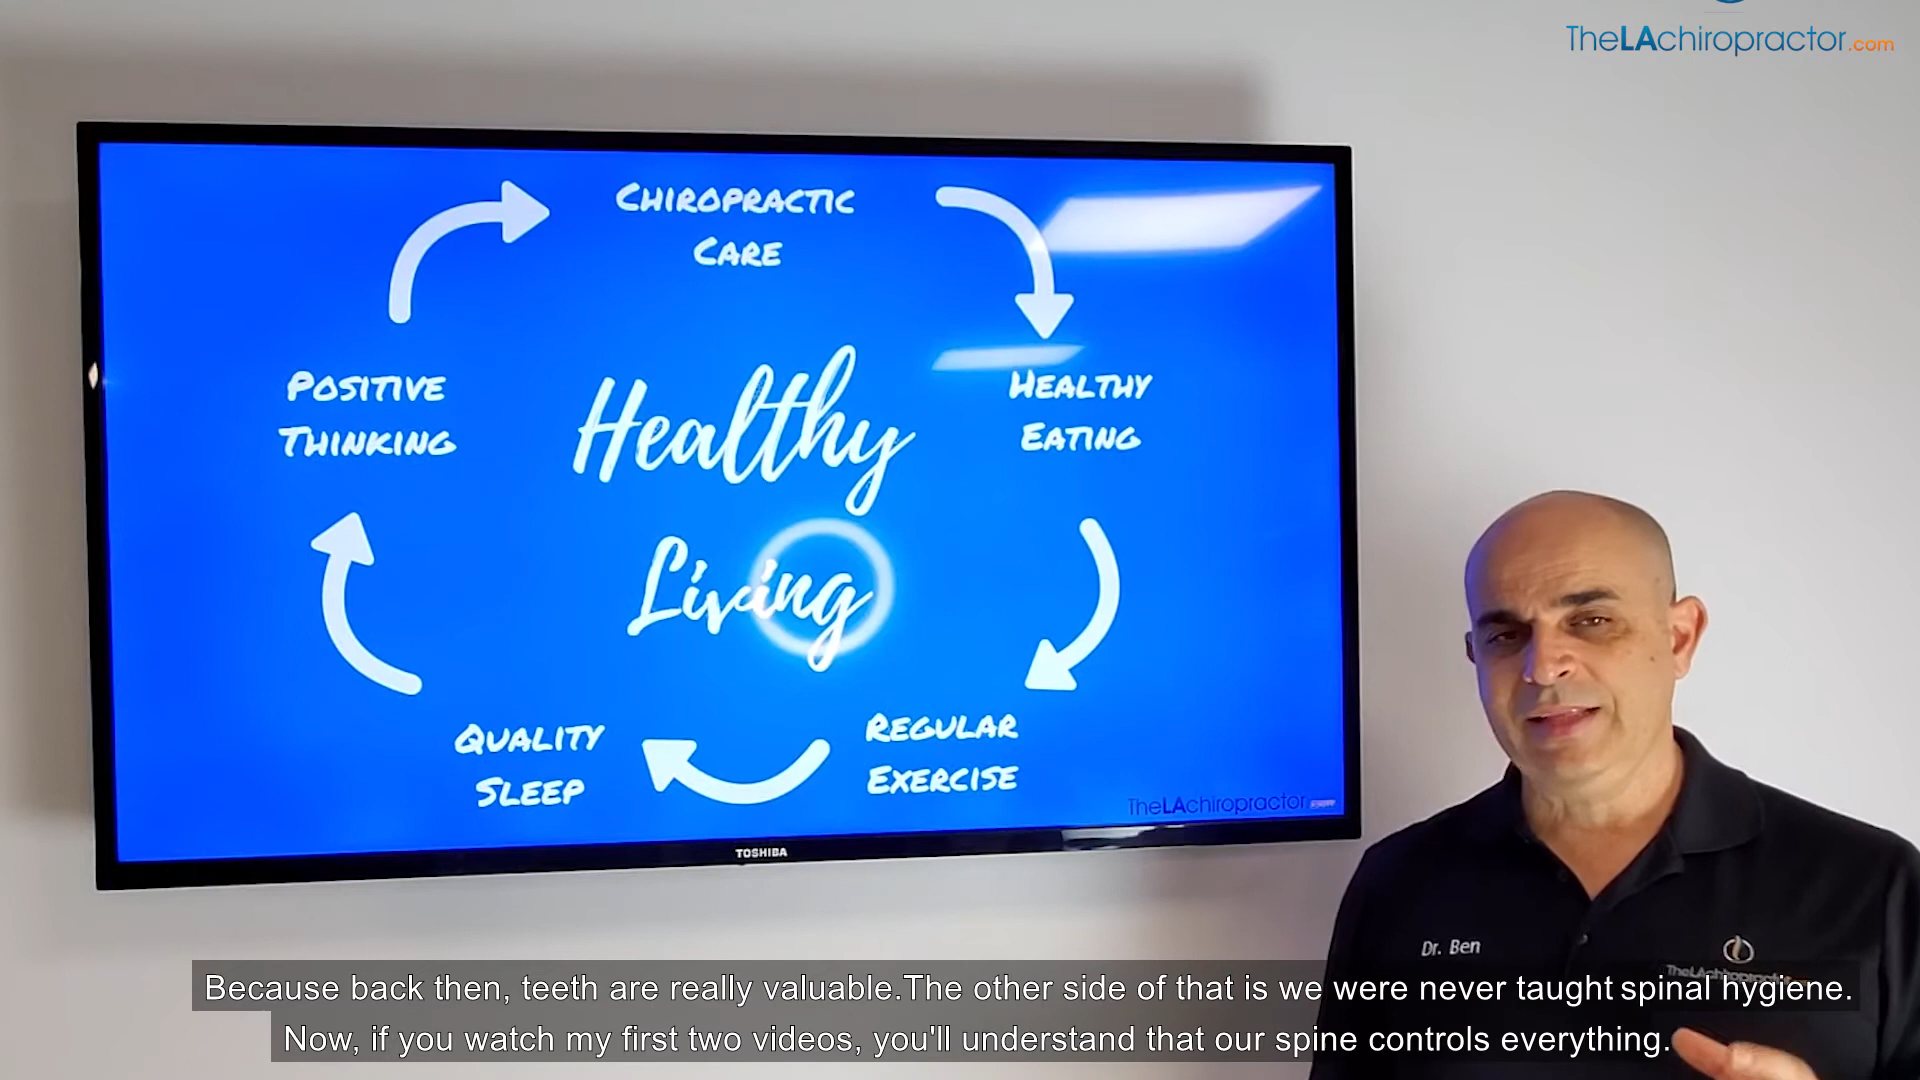 TheLAchiropractor.com
CHIROPRACTIC
CARE
POSITIVE
THINKING
Healthy
Living
HEALTHY
EATING
QUALITY
SLEEP
REGULAR
EXERCISE
TheLAchiropractor
TOSHIBA
Dr. Ben
TheLAchiropractor
Because back then, teeth are really valuable.The other side of that is we were never taught spinal hygiene.
Now, if you watch my first two videos, you'll understand that our spine controls everything.